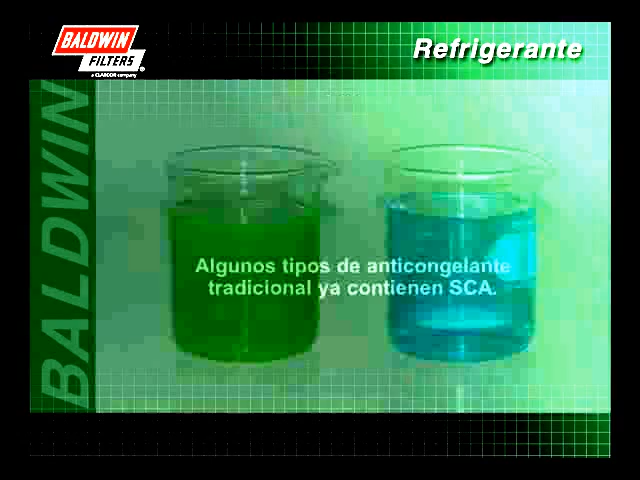 BALDWIN
FILTERS
a CLARCOR company
Refrigerante
BALDWIN
Algunos tipos de anticongelante
tradicional ya contienen SCA.